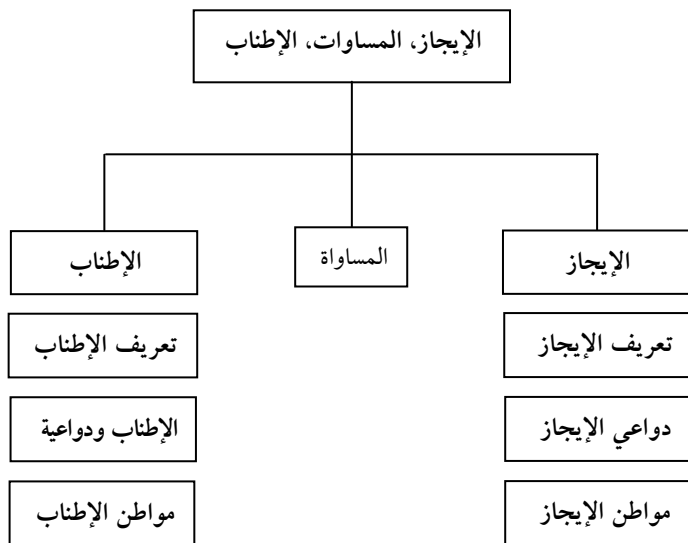 الإيجاز، المساوات، الإطناب
الإيجاز
المساواة
الإطناب
تعريف الإيجاز
تعريف الإطناب
دواعي الإيجاز
الإطناب ودواعية
مواطن الإيجاز
مواطن الإطناب